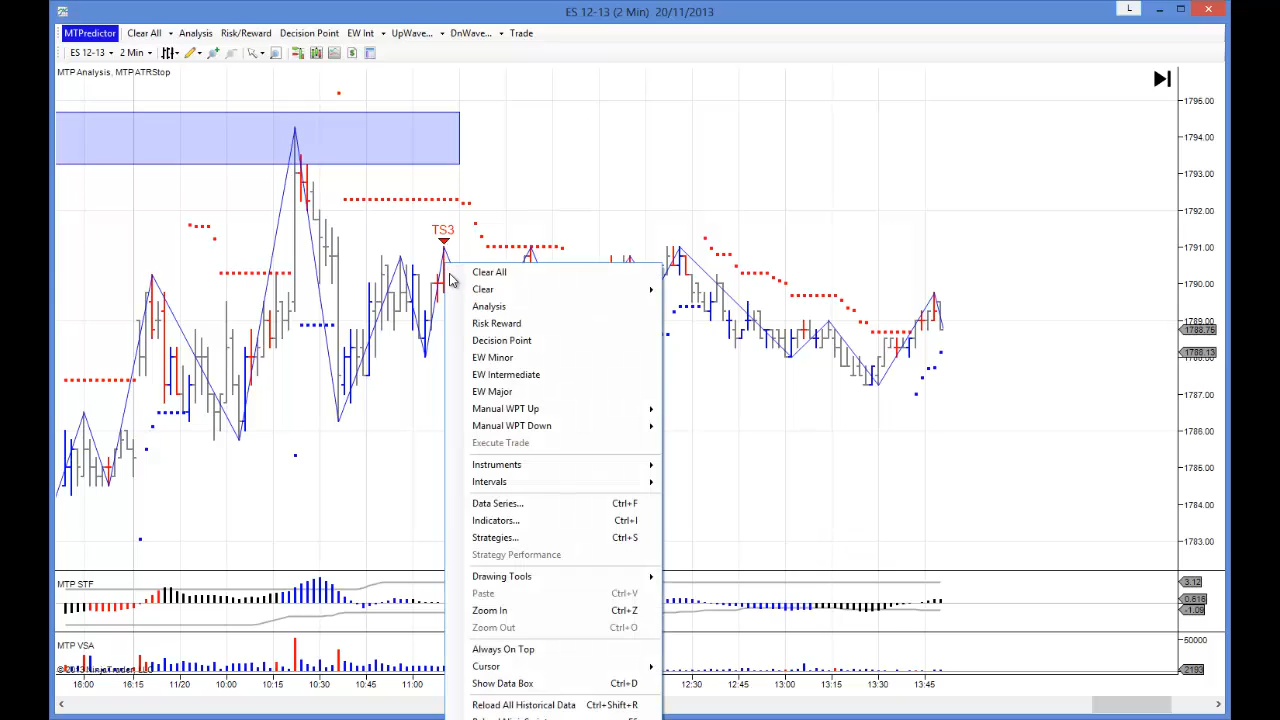 ES 12-13 (2 Min)  20/11/2013
L
MTPredictor Clear All Analysis Risk/Reward Decision Point EW Int UpWave... DnWave... Trade
ES 12-13 2 Min
MTP Analysis, MTP ATRStop
1795.00
1794.00
1793.00
1792.00
1791.00
1790.00
1789.00
1788.75
1788.13
1787.00
1786.00
1785.00
1784.00
1783.00
TS3
Clear All
Clear
Analysis
Risk Reward
Decision Point
EW Minor
EW Intermediate
EW Major
Manual WPT Up
Manual WPT Down
Execute Trade
Instruments
Intervals
Data Series... Ctrl+F
Indicators... Ctrl+I
Strategies... Ctrl+S
Strategy Performance
Drawing Tools
Paste Ctrl+V
Zoom In Ctrl+Z
Zoom Out Ctrl+O
Always On Top
Cursor
Show Data Box Ctrl+D
Reload All Historical Data Ctrl+Shift+R
MTP STF
3.12
0.616
-1.09
MTP VSA
50000
2193
© 2013 NinjaTrader, LLC
16:00 16:15 11/20 10:00 10:15 10:30 10:45 11:00 12:30 12:45 13:00 13:15 13:30 13:45